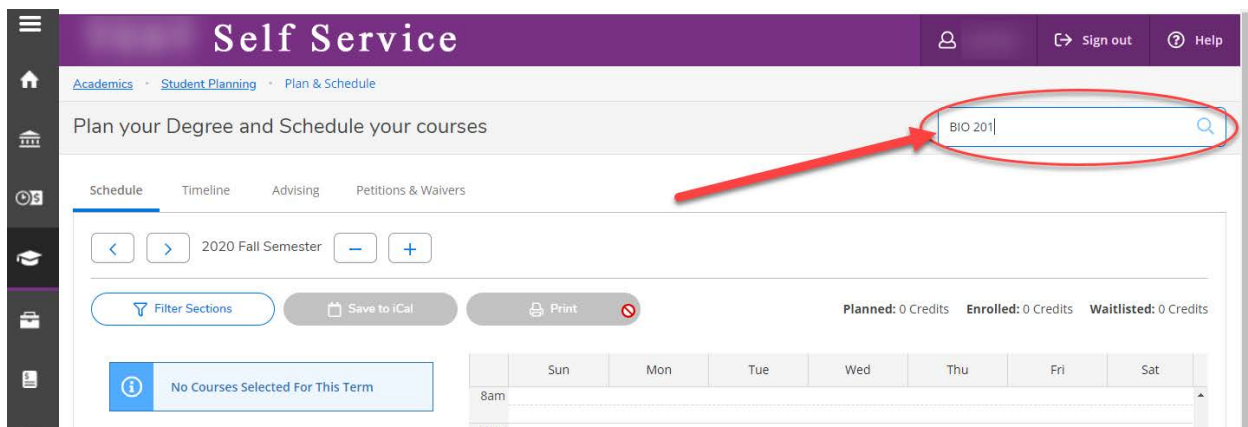 Self Service
Sign out
Help
Academics · Student Planning · Plan & Schedule
Plan your Degree and Schedule your courses
BIO 201
Schedule Timeline Advising Petitions & Waivers
2020 Fall Semester
Filter Sections Save to iCal Print Planned: 0 Credits Enrolled: 0 Credits Waitlisted: 0 Credits
Sun Mon Tue Wed Thu Fri Sat
No Courses Selected For This Term
8am